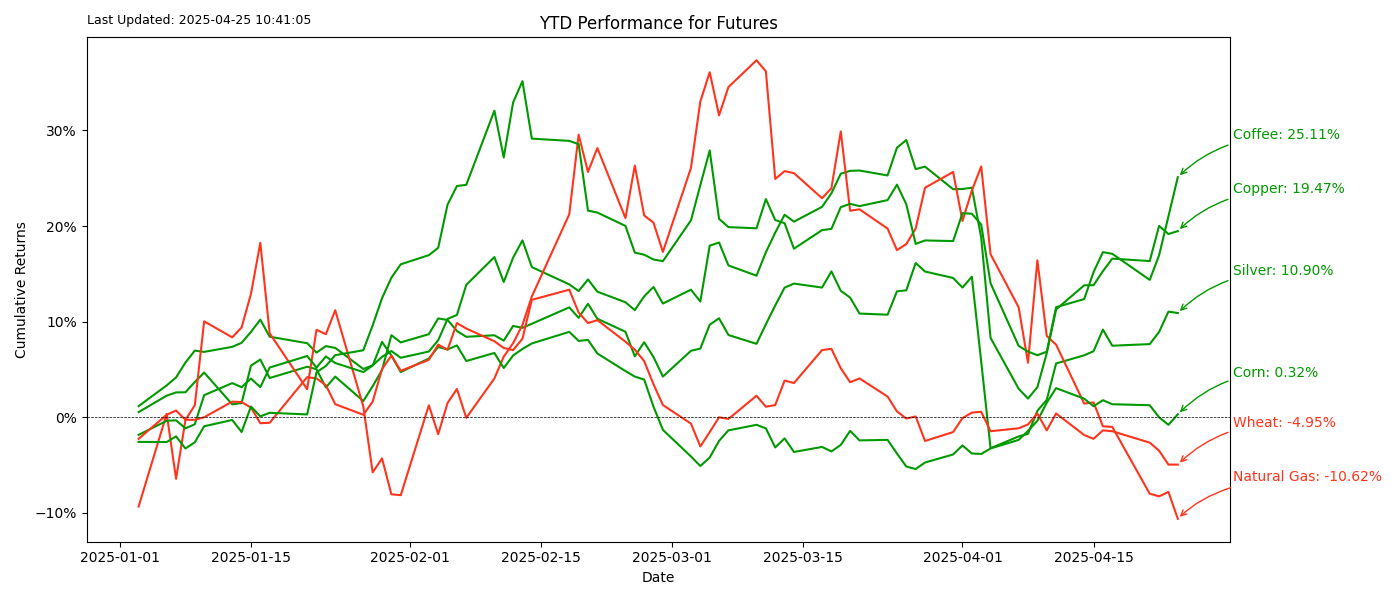 Last Updated: 2025-04-25 10:41:05
YTD Performance for Futures
Cumulative Returns
30%
20%
10%
0%
−10%
Coffee: 25.11%
Copper: 19.47%
Silver: 10.90%
Corn: 0.32%
Wheat: -4.95%
Natural Gas: -10.62%
2025-01-01 2025-01-15 2025-02-01 2025-02-15 2025-03-01 2025-03-15 2025-04-01 2025-04-15
Date